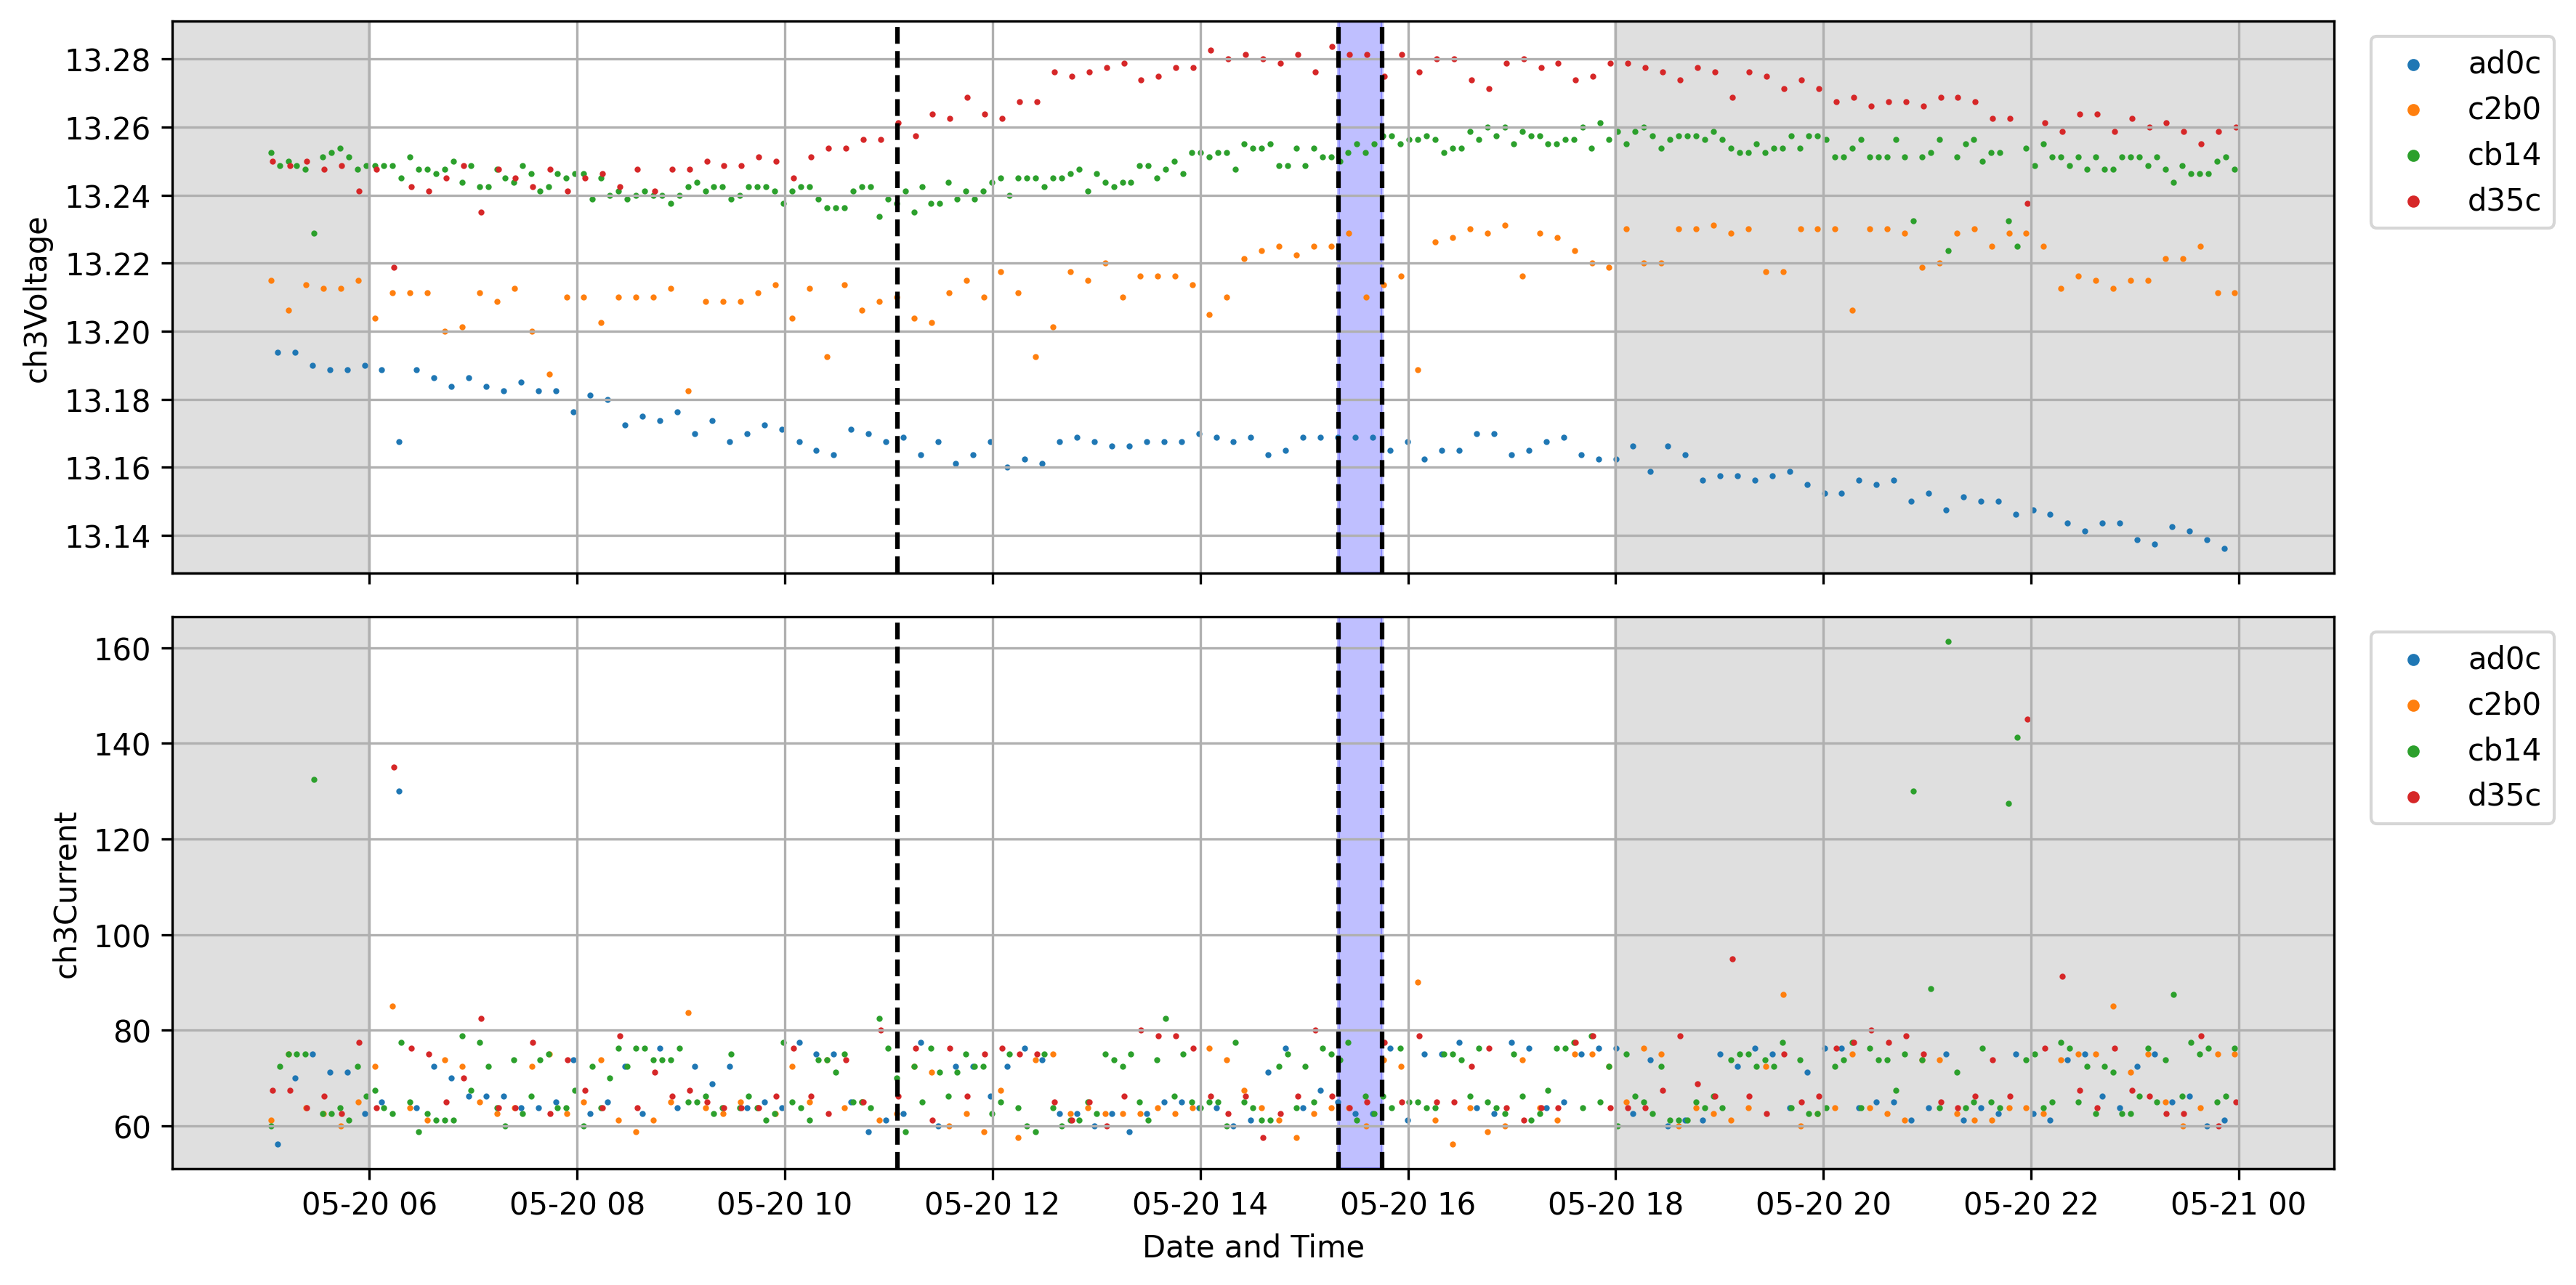 ch3Voltage
13.28
13.26
13.24
13.22
13.20
13.18
13.16
13.14
ad0c
c2b0
cb14
d35c
ch3Current
160
140
120
100
80
60
ad0c
c2b0
cb14
d35c
05-20 06
05-20 08
05-20 10
05-20 12
05-20 14
05-20 16
05-20 18
05-20 20
05-20 22
05-21 00
Date and Time